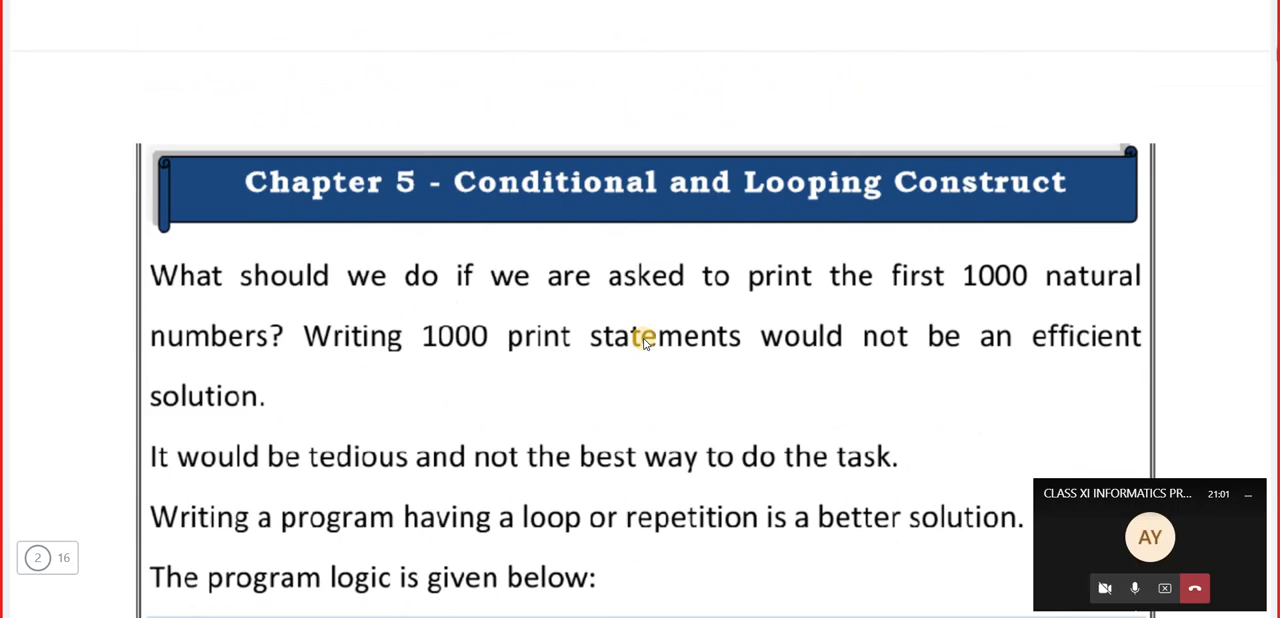 Chapter 5 - Conditional and Looping Construct
What should we do if we are asked to print the first 1000 natural
numbers? Writing 1000 print statements would not be an efficient
solution.
It would be tedious and not the best way to do the task.
Writing a program having a loop or repetition is a better solution.
The program logic is given below:
2 16
CLASS XI INFORMATICS PR... 21:01
AY